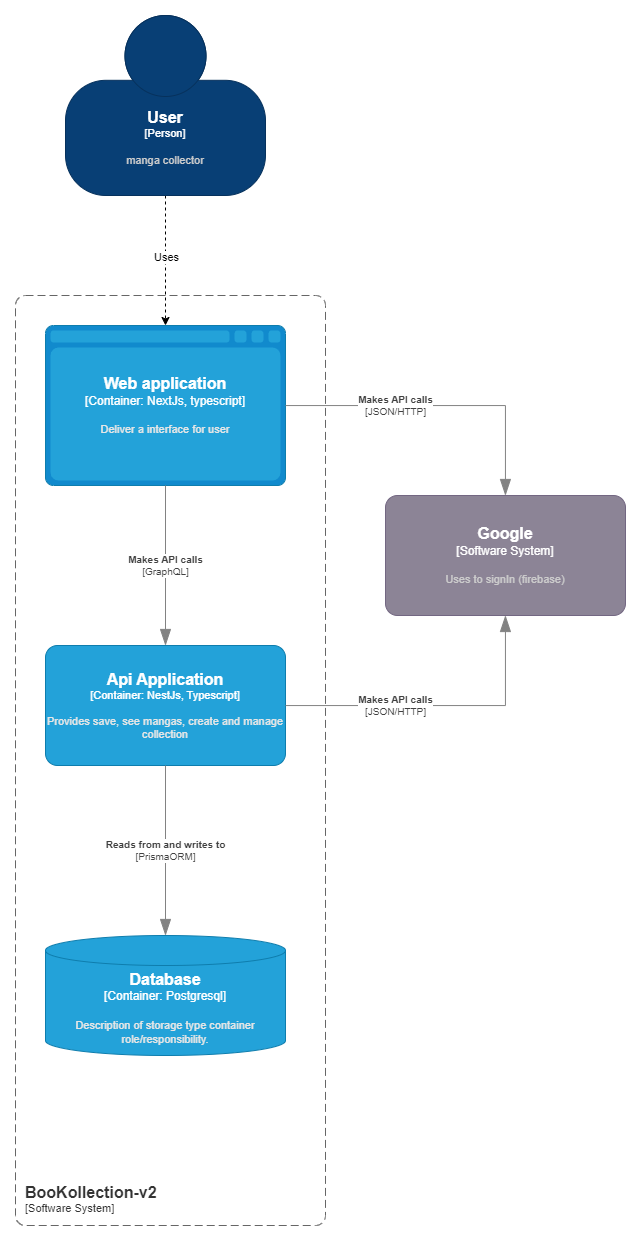 User
[Person]
manga collector
Uses
Web application
[Container: NextJs, typescript]
Deliver a interface for user
Makes API calls
[JSON/HTTP]
Google
[Software System]
Uses to signIn (firebase)
Makes API calls
[GraphQL]
Api Application
[Container: NestJs, Typescript]
Provides save, see mangas, create and manage
collection
Makes API calls
[JSON/HTTP]
Reads from and writes to
[PrismaORM]
Database
[Container: Postgresql]
Description of storage type container
role/responsibility.
BooKollection-v2
[Software System]